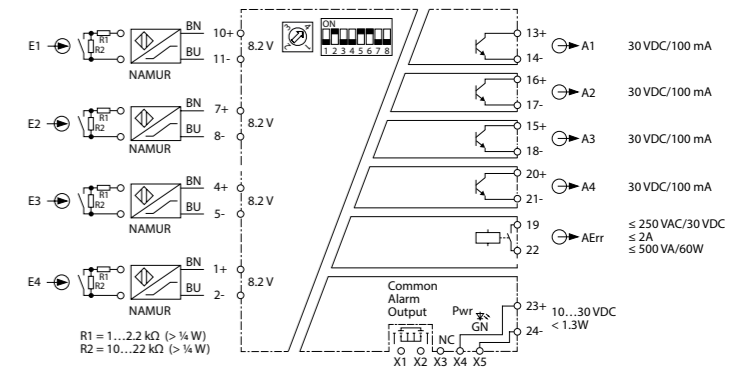 E1 R1 R2 NAMUR BN BU 10+ 11- 8.2 V
E2 R1 R2 NAMUR BN BU 7+ 8- 8.2 V
E3 R1 R2 NAMUR BN BU 4+ 5- 8.2 V
E4 R1 R2 NAMUR BN BU 1+ 2- 8.2 V
R1 = 1…2.2 kΩ (> ¼ W)
R2 = 10…22 kΩ (> ¼ W)
ON
1 2 3 4 5 6 7 8
13+
14-
A1 30 VDC/100 mA
16+
17-
A2 30 VDC/100 mA
15+
18-
A3 30 VDC/100 mA
20+
21-
A4 30 VDC/100 mA
19
22
AErr
≤ 250 VAC/30 VDC
≤ 2A
≤ 500 VA/60W
Common
Alarm
Output
Pwr
GN
NC
X1 X2 X3 X4 X5
23+
24-
10…30 VDC
< 1.3W